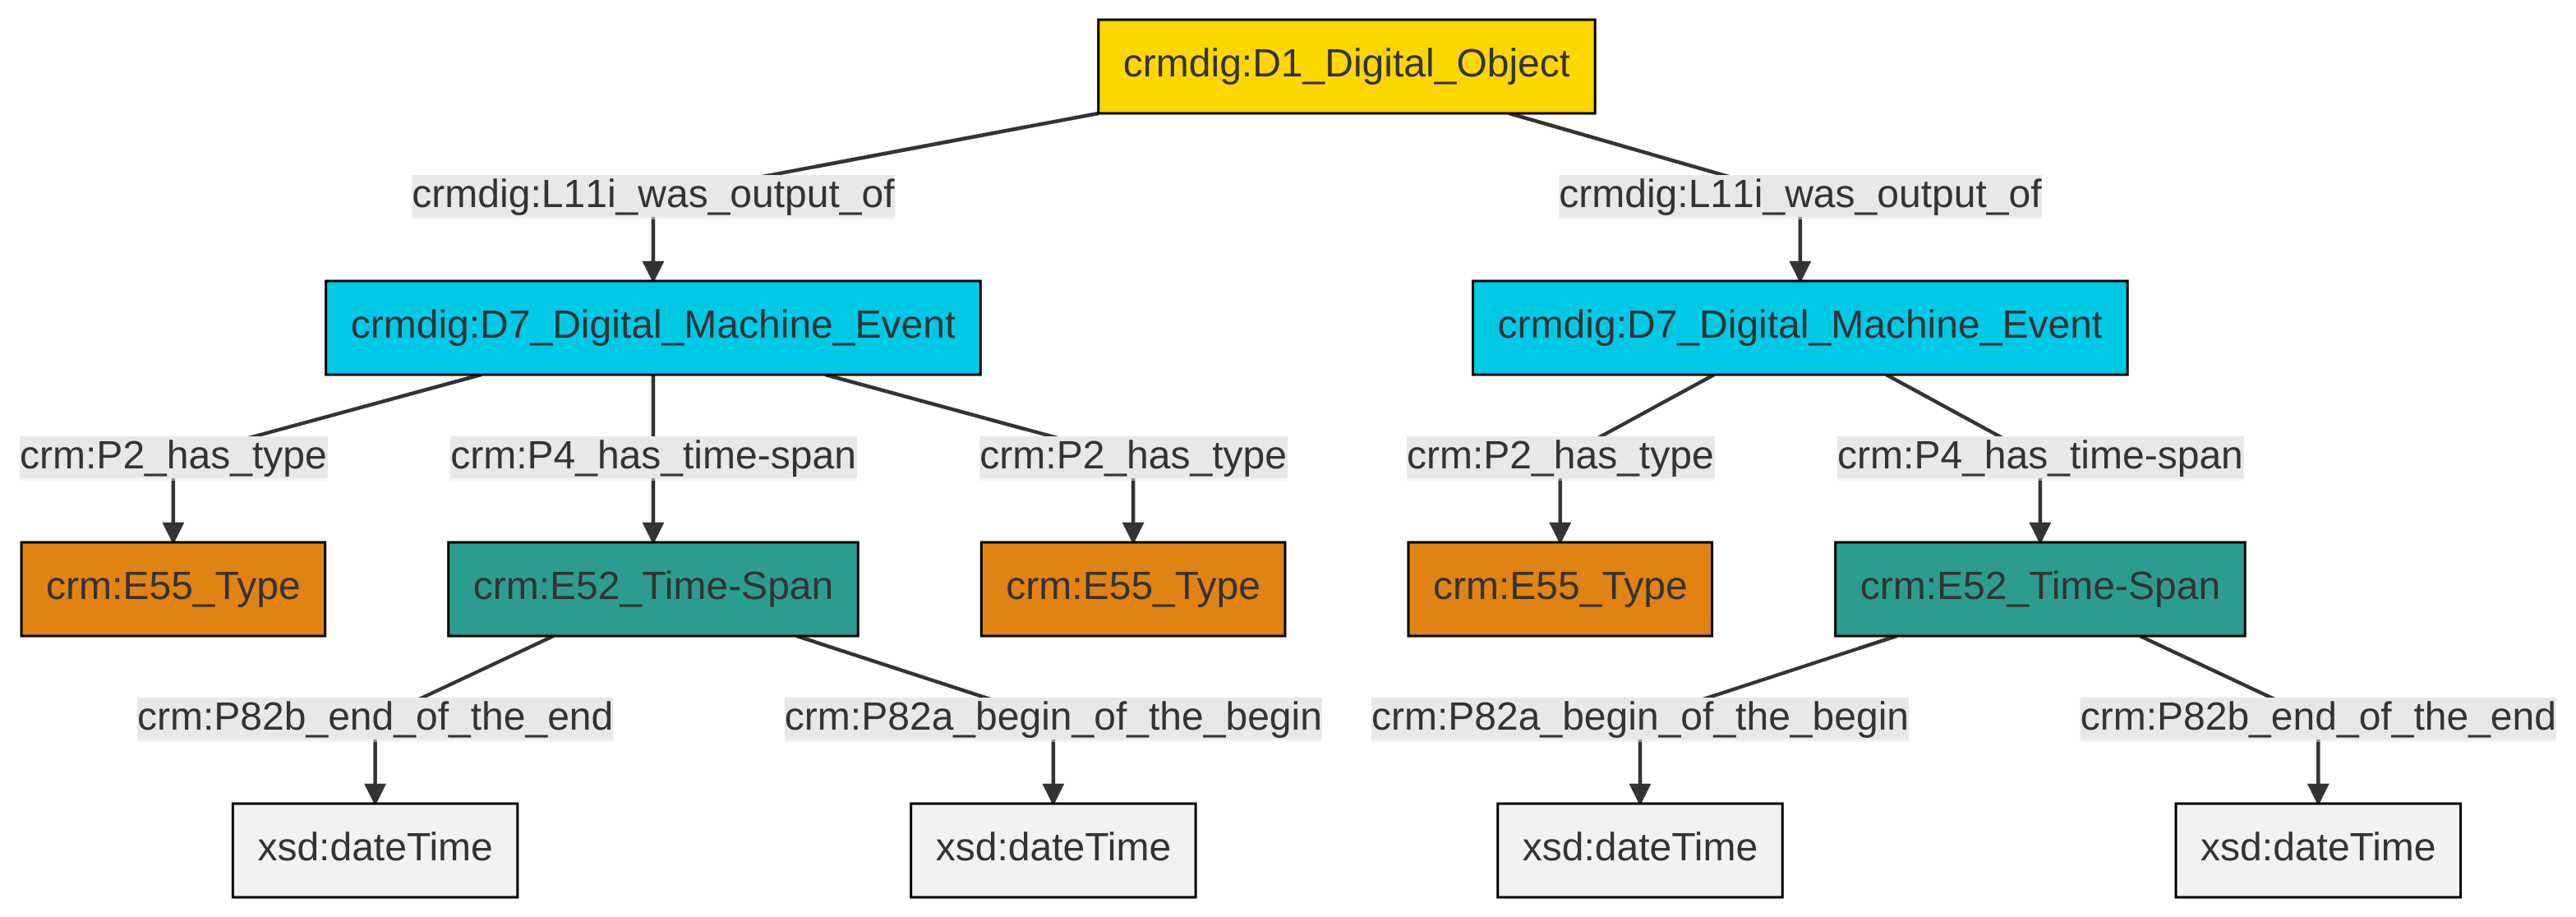 crmdig:D1_Digital_Object
crmdig:L11i_was_output_of
crmdig:L11i_was_output_of
crmdig:D7_Digital_Machine_Event
crmdig:D7_Digital_Machine_Event
crm:P2_has_type
crm:P4_has_time-span
crm:P2_has_type
crm:P2_has_type
crm:P4_has_time-span
crm:E55_Type
crm:E52_Time-Span
crm:E55_Type
crm:E55_Type
crm:E52_Time-Span
crm:P82b_end_of_the_end
crm:P82a_begin_of_the_begin
crm:P82a_begin_of_the_begin
crm:P82b_end_of_the_end
xsd:dateTime
xsd:dateTime
xsd:dateTime
xsd:dateTime